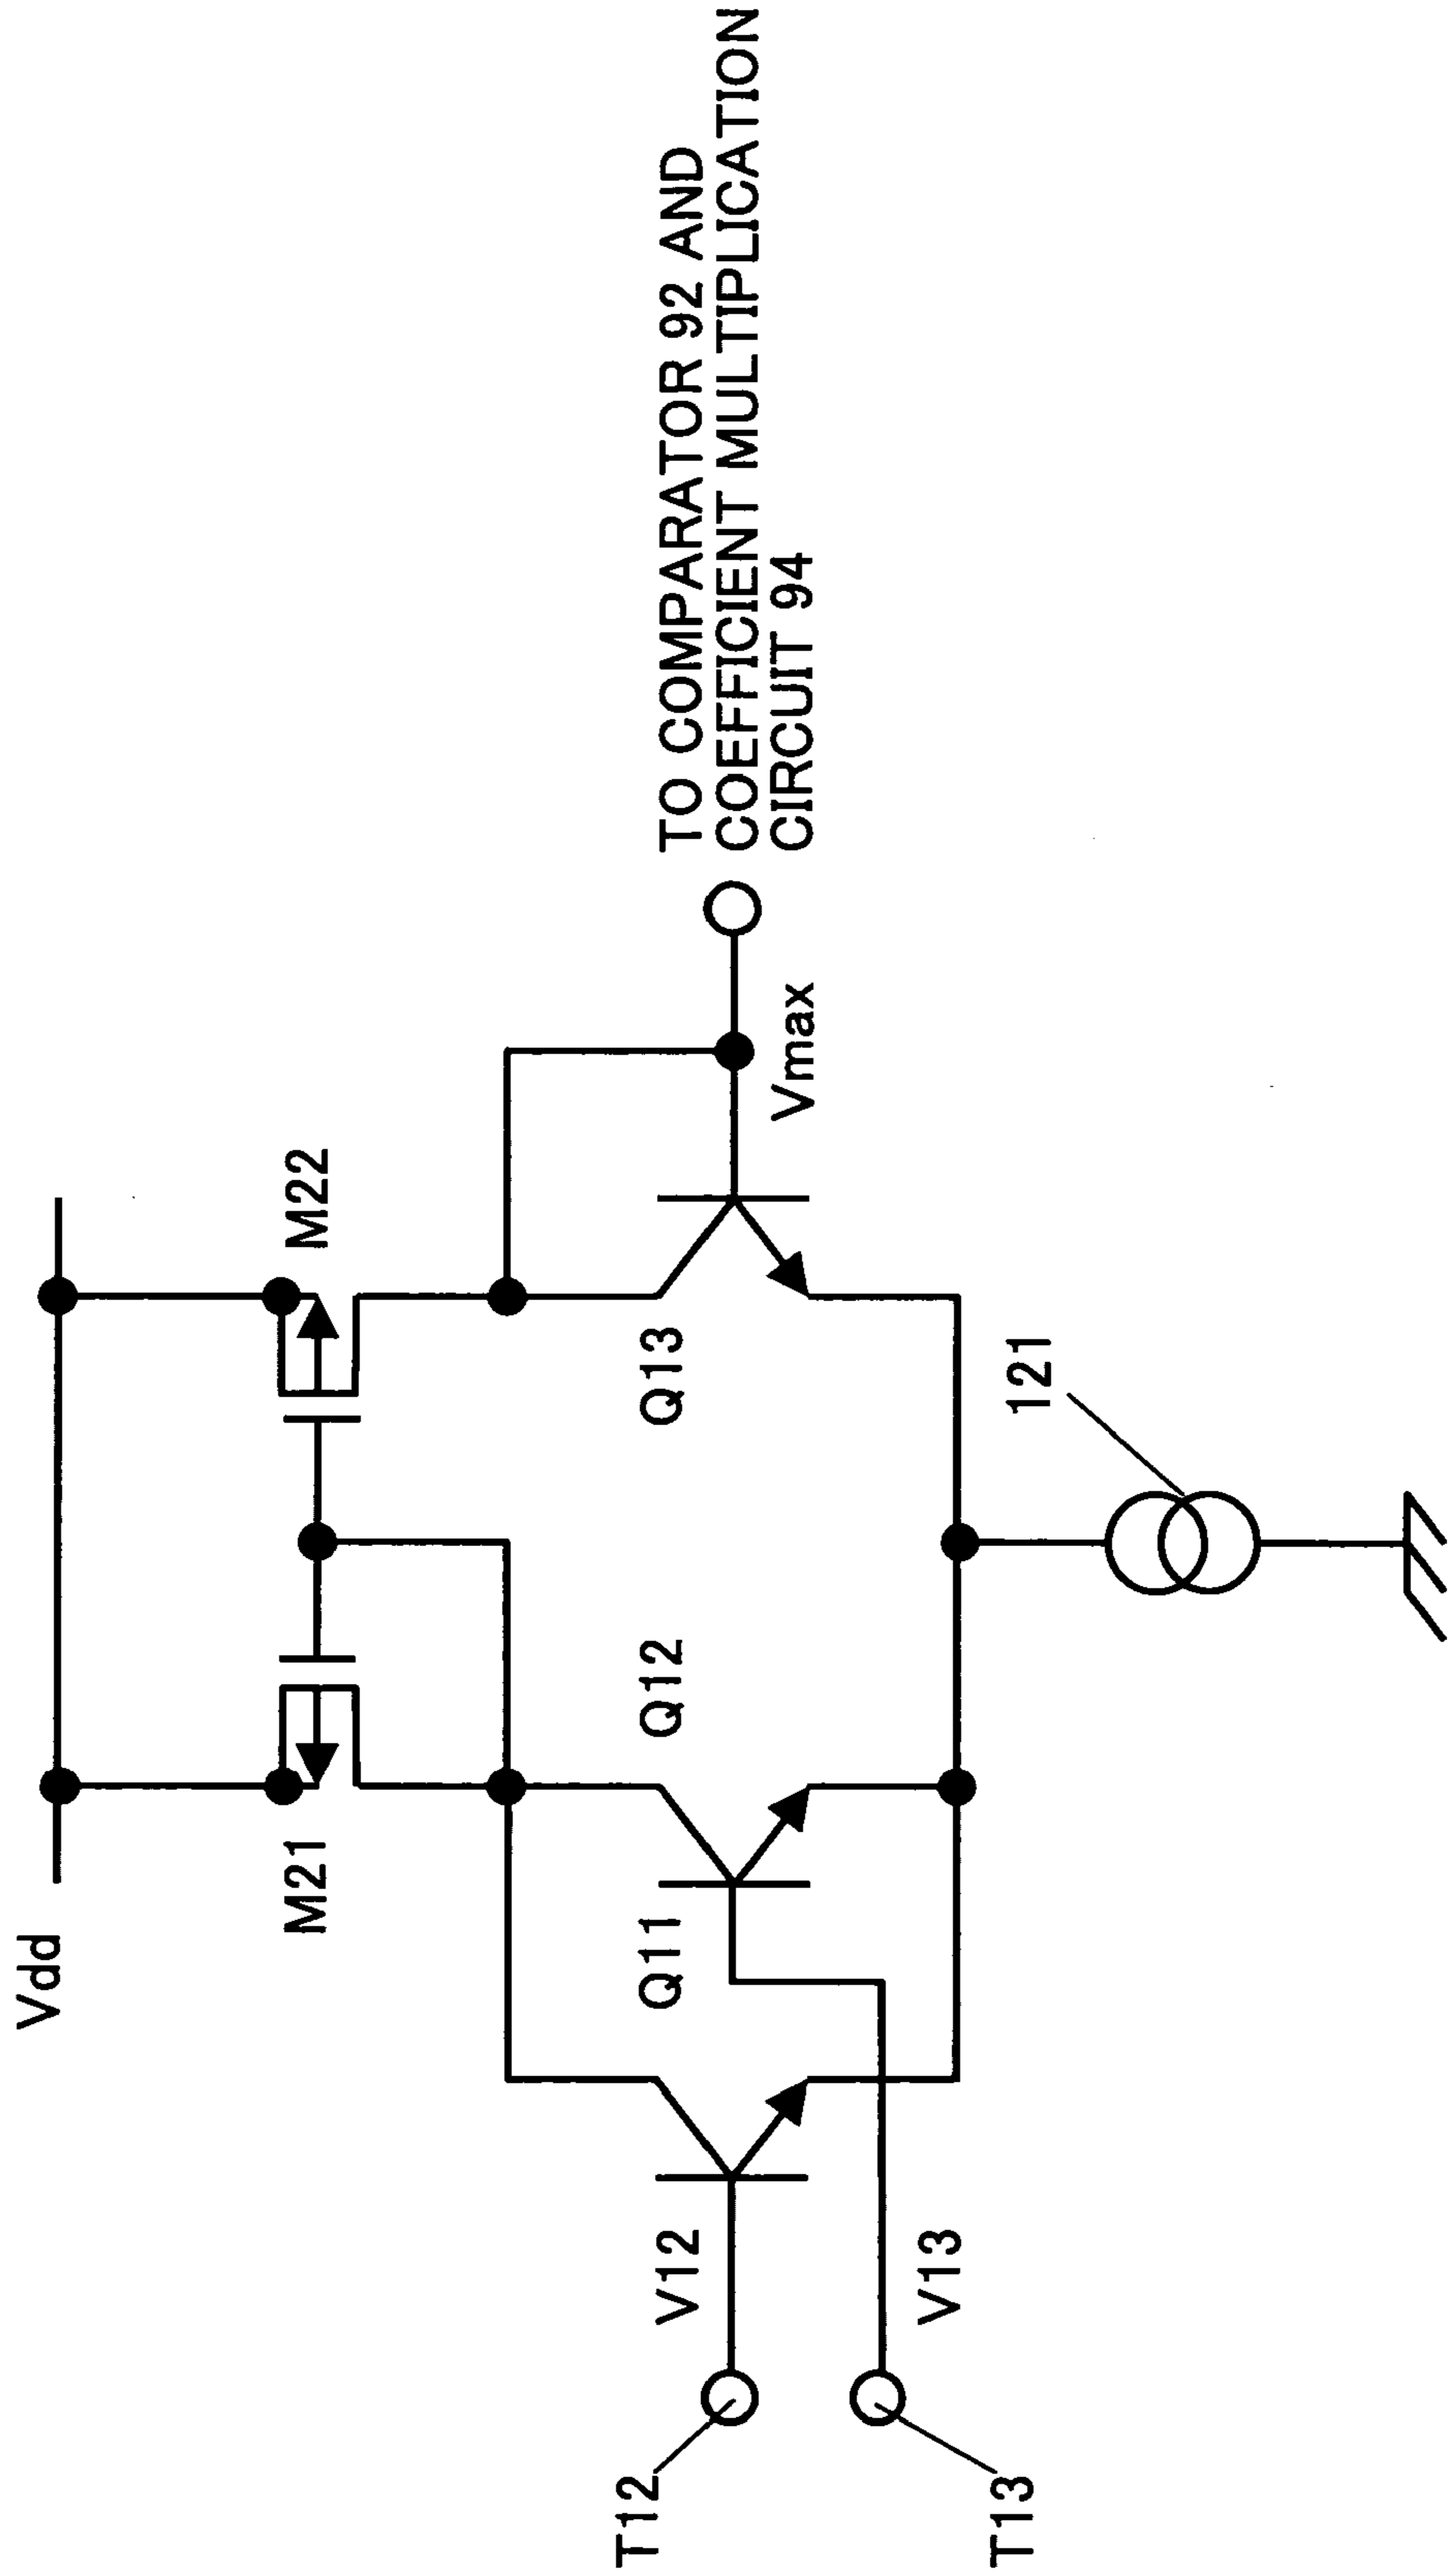 Vdd
M21
M22
Q11
Q12
Q13
TO COMPARATOR 92 AND
COEFFICIENT MULTIPLICATION
CIRCUIT 94
Vmax
T12
V12
T13
V13
121